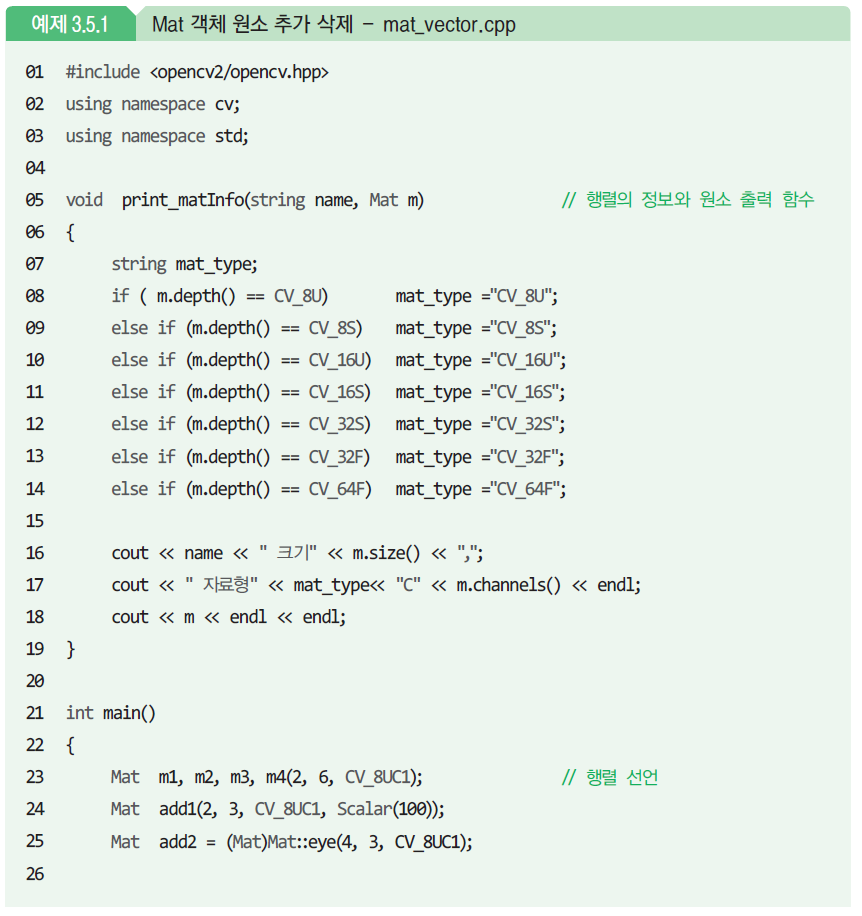 예제 3.5.1 Mat 객체 원소 추가 삭제 - mat_vector.cpp
01 #include <opencv2/opencv.hpp>
02 using namespace cv;
03 using namespace std;
04
05 void print_matInfo(string name, Mat m) // 행렬의 정보와 원소 출력 함수
06 {
07 string mat_type;
08 if ( m.depth() == CV_8U) mat_type ="CV_8U";
09 else if (m.depth() == CV_8S) mat_type ="CV_8S";
10 else if (m.depth() == CV_16U) mat_type ="CV_16U";
11 else if (m.depth() == CV_16S) mat_type ="CV_16S";
12 else if (m.depth() == CV_32S) mat_type ="CV_32S";
13 else if (m.depth() == CV_32F) mat_type ="CV_32F";
14 else if (m.depth() == CV_64F) mat_type ="CV_64F";
15
16 cout << name << " 크기" << m.size() << ",";
17 cout << " 자료형" << mat_type<< "C" << m.channels() << endl;
18 cout << m << endl << endl;
19 }
20
21 int main()
22 {
23 Mat m1, m2, m3, m4(2, 6, CV_8UC1); // 행렬 선언
24 Mat add1(2, 3, CV_8UC1, Scalar(100));
25 Mat add2 = (Mat)Mat::eye(4, 3, CV_8UC1);
26